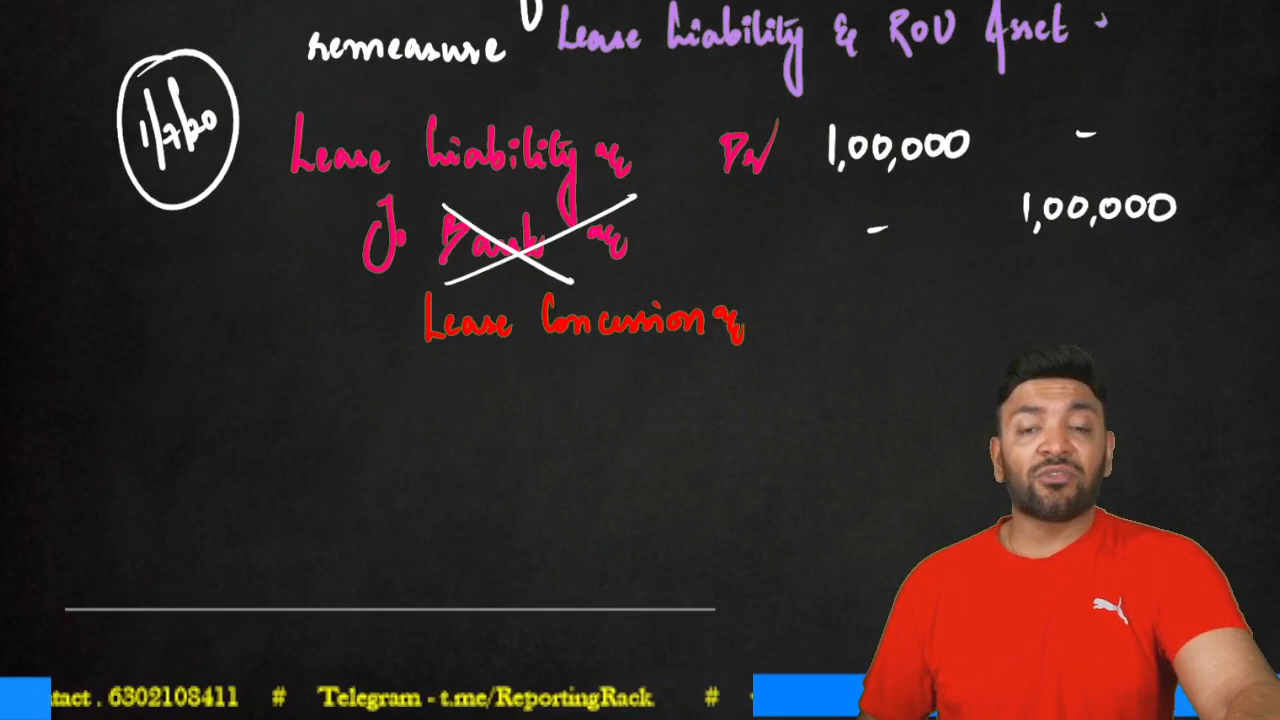 remeasure Lease Liability & ROU Asset.
1/7/20
Lease Liability a/c Dr 1,00,000 -
To Bank a/c - 1,00,000
Lease Concession a/c
ntact . 6302108411 # Telegram - t.me/ReportingRack #